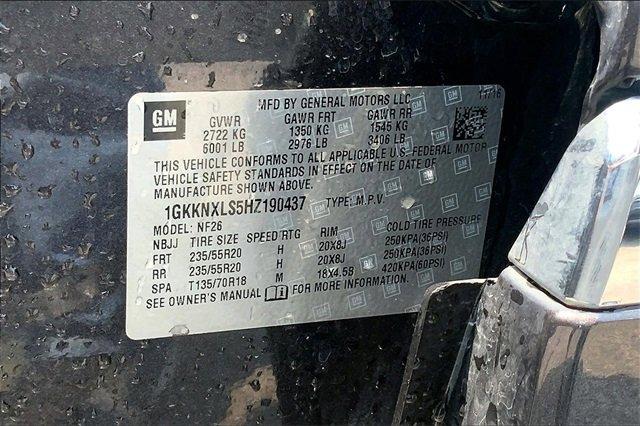 GM
MFD BY GENERAL MOTORS LLC 11/16
GVWR GAWR FRT GAWR RR
2722 KG 1350 KG 1545 KG
6001 LB 2976 LB 3406 LB
THIS VEHICLE CONFORMS TO ALL APPLICABLE U.S. FEDERAL MOTOR
VEHICLE SAFETY STANDARDS IN EFFECT ON THE DATE OF
MANUFACTURE SHOWN ABOVE.
1GKKNXLS5HZ190437 TYPE: M.P.V.
MODEL: NF26
NBJJ TIRE SIZE SPEED RTG RIM COLD TIRE PRESSURE
FRT 235/55R20 H 20X8J 250KPA(36PSI)
RR 235/55R20 H 20X8J 250KPA(36PSI)
SPA T135/70R18 M 18X4.5B 420KPA(60PSI)
SEE OWNER'S MANUAL FOR MORE INFORMATION.